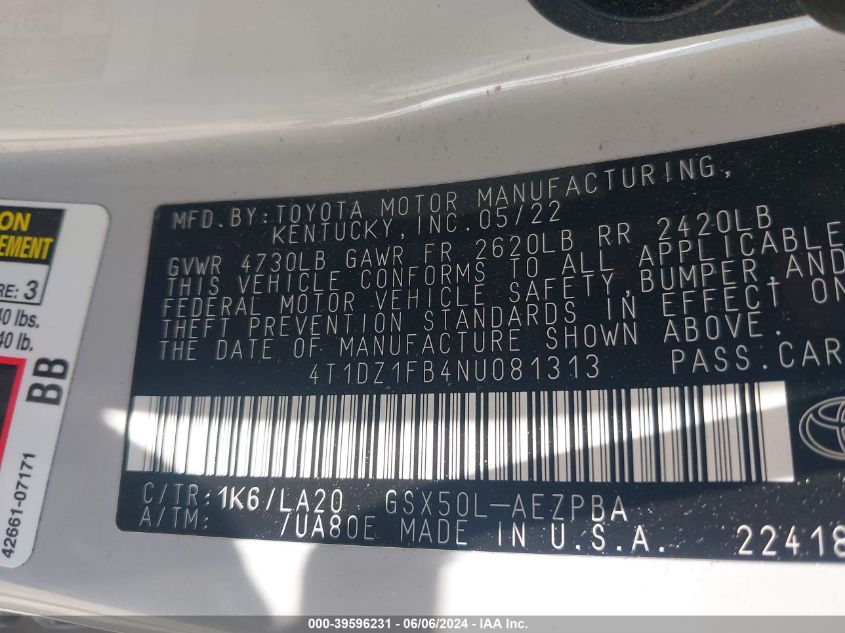 MFD. BY: TOYOTA MOTOR MANUFACTURING,
KENTUCKY, INC. 05/22
GVWR 4730LB GAWR FR 2620LB RR 2420LB
THIS VEHICLE CONFORMS TO ALL APPLICABLE
FEDERAL MOTOR VEHICLE SAFETY, BUMPER, AND
THEFT PREVENTION STANDARDS IN EFFECT ON
THE DATE OF MANUFACTURE SHOWN ABOVE.
4T1DZ1FB4NU081313 PASS.CAR
C/TR: 1K6/LA20 GSX50L-AEZPBA
A/TM: /UA80E MADE IN U.S.A. 22418
ION
EMENT
RE: 3
40 lbs.
40 lb.
BB
42661-07171
000-39596231 - 06/06/2024 - IAA Inc.